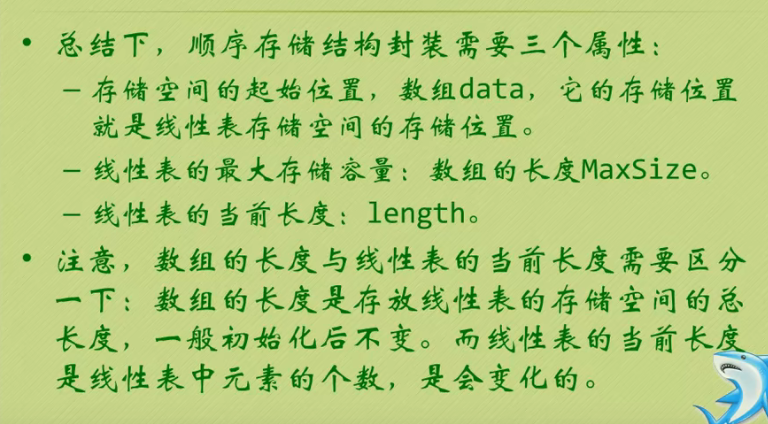 • 总结下，顺序存储结构封装需要三个属性：
– 存储空间的起始位置，数组data，它的存储位置
就是线性表存储空间的存储位置。
– 线性表的最大存储容量：数组的长度MaxSize。
– 线性表的当前长度：length。
• 注意，数组的长度与线性表的当前长度需要区分
一下：数组的长度是存放线性表的存储空间的总
长度，一般初始化后不变。而线性表的当前长度
是线性表中元素的个数，是会变化的。